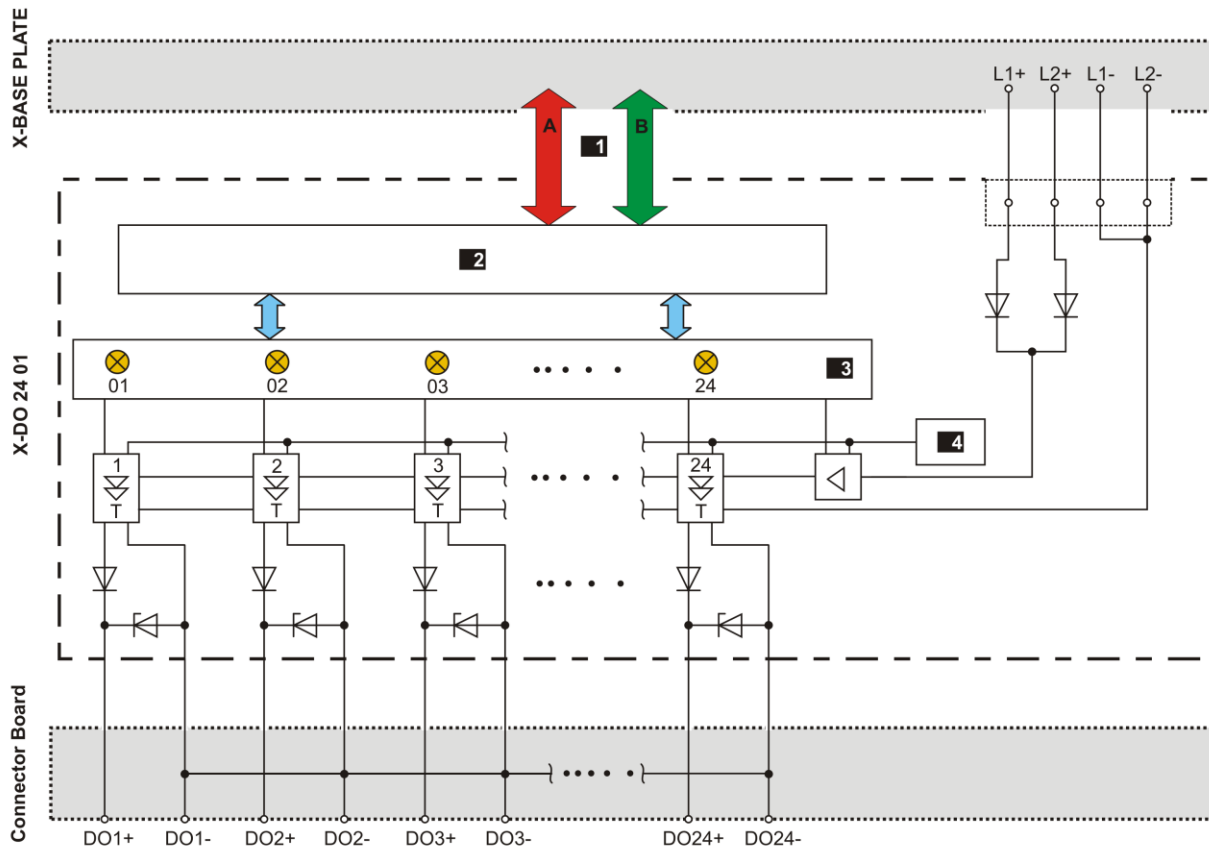 X-BASE PLATE
L1+ L2+ L1- L2-
A B
1
2
X-DO 24 01
3
01 02 03 24
4
1 2 3 24
T T T T
Connector Board
DO1+ DO1- DO2+ DO2- DO3+ DO3- DO24+ DO24-